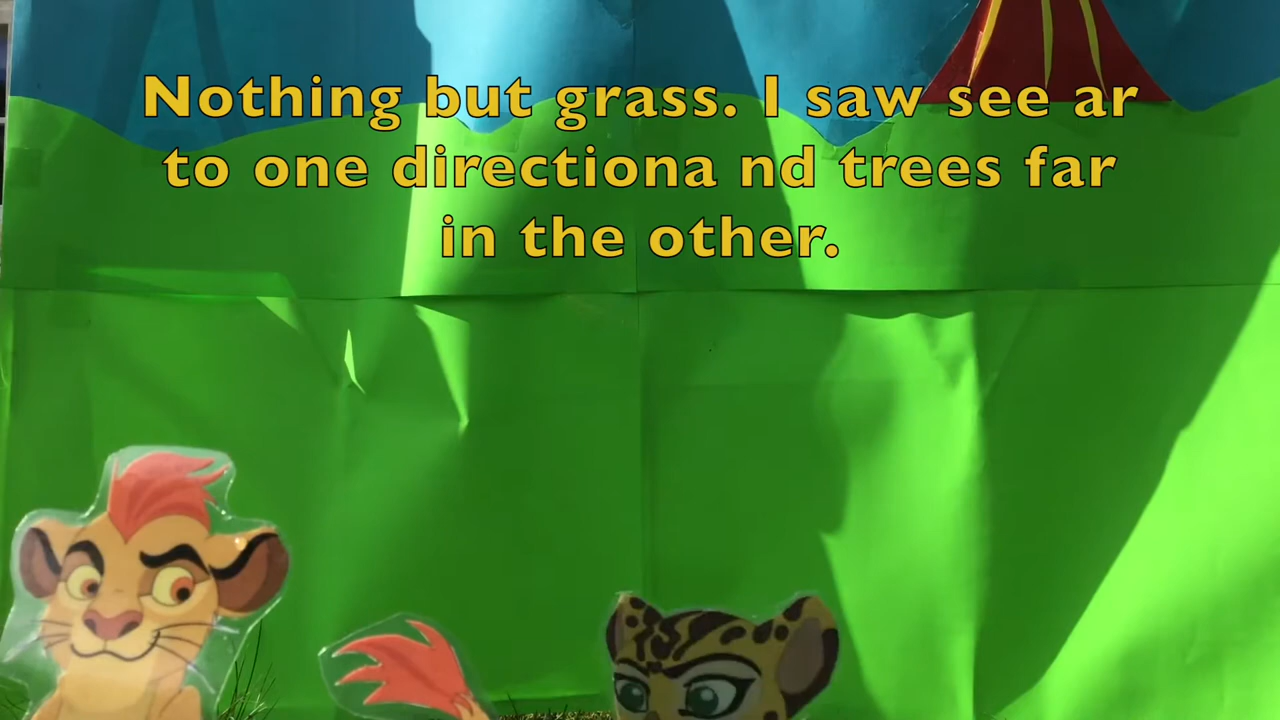 Nothing but grass. I saw see ar
to one directiona nd trees far
in the other.